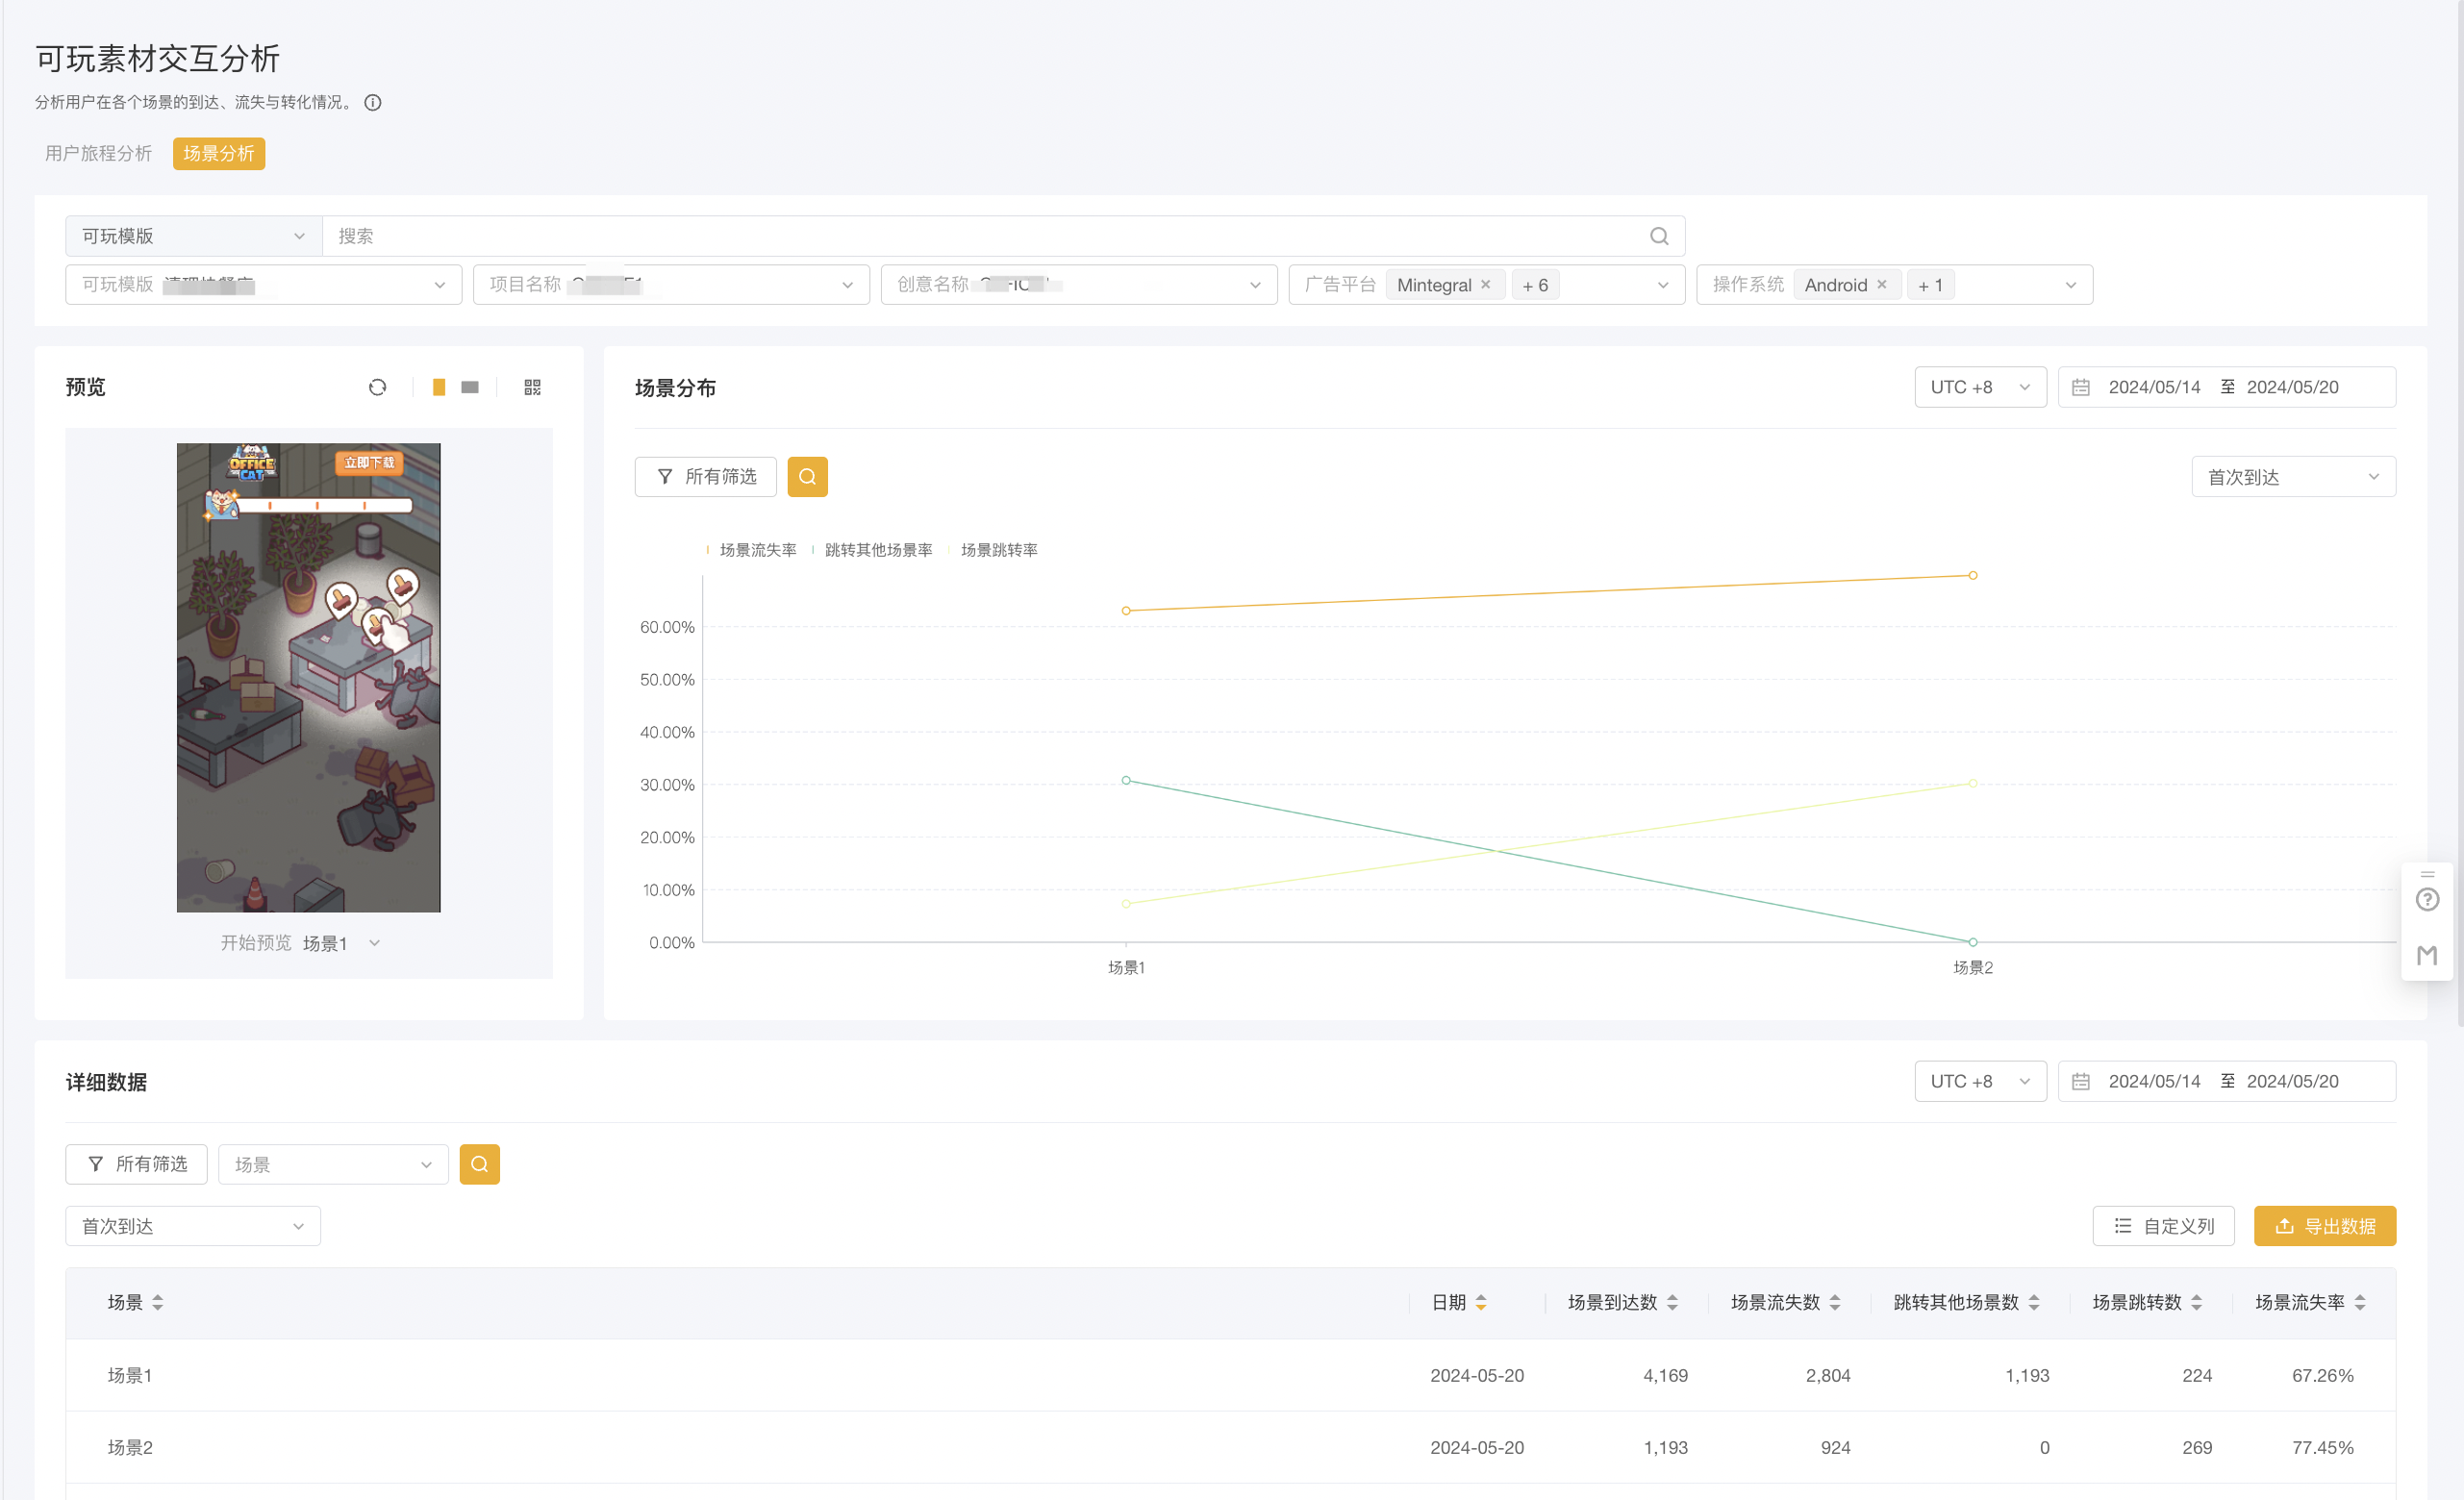 可玩素材交互分析
分析用户在各个场景的到达、流失与转化情况。
用户旅程分析 场景分析
可玩模版 搜索
可玩模版 项目名称 创意名称 广告平台 Mintegral × + 6 操作系统 Android × + 1
预览
OFFICE CAT
立即下载
开始预览 场景1
场景分布 UTC +8 2024/05/14 至 2024/05/20
所有筛选 首次到达
场景流失率 跳转其他场景率 场景跳转率
60.00%
50.00%
40.00%
30.00%
20.00%
10.00%
0.00%
场景1 场景2
详细数据 UTC +8 2024/05/14 至 2024/05/20
所有筛选 场景
首次到达 自定义列 导出数据
场景 日期 场景到达数 场景流失数 跳转其他场景数 场景跳转数 场景流失率
场景1 2024-05-20 4,169 2,804 1,193 224 67.26%
场景2 2024-05-20 1,193 924 0 269 77.45%